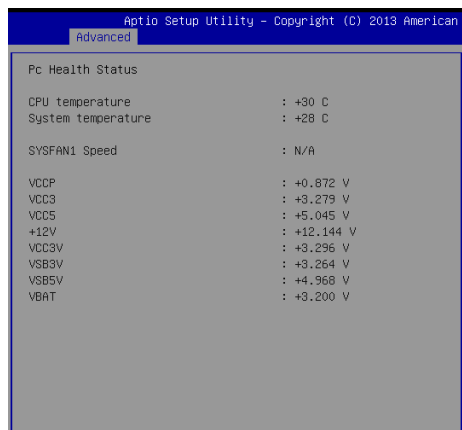 Aptio Setup Utility – Copyright (C) 2013 American
Advanced
Pc Health Status
CPU temperature : +30 C
System temperature : +28 C
SYSFAN1 Speed : N/A
VCCP : +0.872 V
VCC3 : +3.279 V
VCC5 : +5.045 V
+12V : +12.144 V
VCC3V : +3.296 V
VSB3V : +3.264 V
VSB5V : +4.968 V
VBAT : +3.200 V